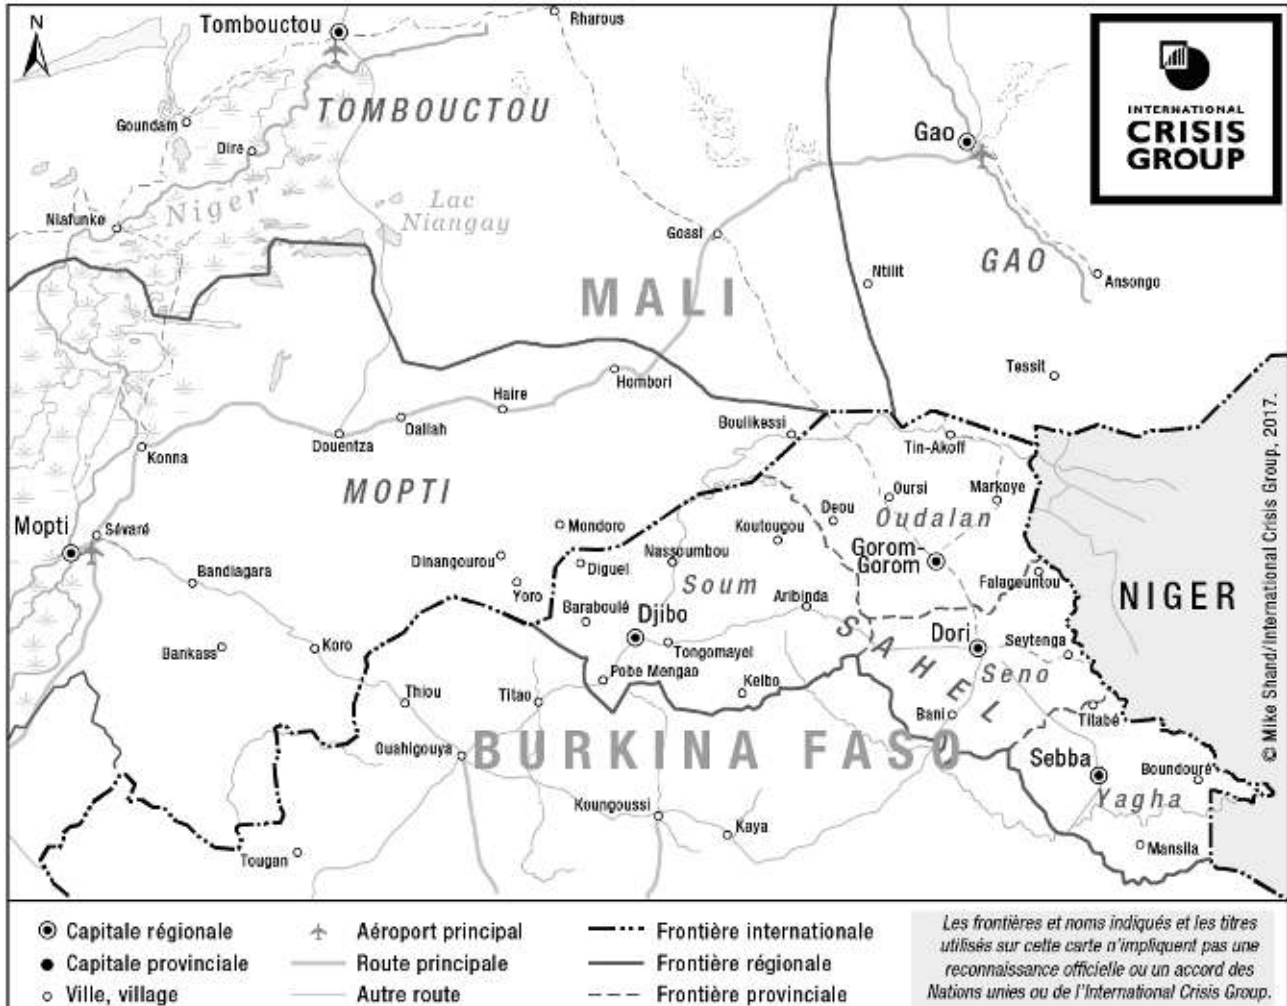 N
Tombouctou
Rharous
TOMBOUCTOU
Goundam
Dire
Gao
INTERNATIONAL
CRISIS
GROUP
Niafunke
Niger
Lac
Niangay
Gossi
GAO
Ntilit
Ansongo
MALI
Tessit
Hombori
Haire
Dallah
Douentza
Konna
Boulikessi
Tin-Akoff
MOPTI
Oursi
Markoye
Deou
Oudalan
Mopti
Sévaré
Mondoro
Koutougou
Nassoumbou
Gorom-
Gorom
Dinangourou
Diguel
Bandiagara
Yoro
Soum
Falagountou
NIGER
Baraboulé
Aribinda
Djibo
SAHEL
Dori
Seytenga
Bankass
Koro
Tongomayel
Pobe Mengao
Kelbo
Seno
Thiou
Titao
Bani
Titabé
Ouahigouya
BURKINA FASO
Sebba
Boundouré
Yagha
Koungoussi
Kaya
Tougan
Mansila
© Mike Shand/International Crisis Group, 2017.
Capitale régionale
Capitale provinciale
Ville, village
Aéroport principal
Route principale
Autre route
Frontière internationale
Frontière régionale
Frontière provinciale
Les frontières et noms indiqués et les titres
utilisés sur cette carte n'impliquent pas une
reconnaissance officielle ou un accord des
Nations unies ou de l'International Crisis Group.